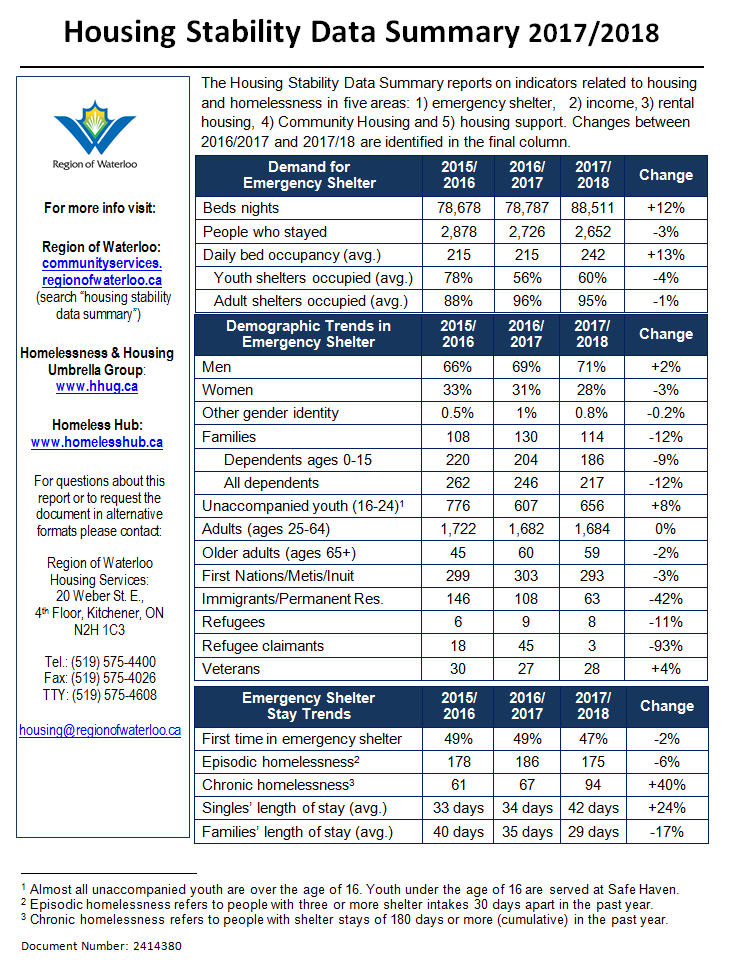 Housing Stability Data Summary 2017/2018
Region of Waterloo
For more info visit:
Region of Waterloo:
communityservices.
regionofwaterloo.ca
(search “housing stability
data summary”)
Homelessness & Housing
Umbrella Group:
www.hhug.ca
Homeless Hub:
www.homelesshub.ca
For questions about this
report or to request the
document in alternative
formats please contact:
Region of Waterloo
Housing Services:
20 Weber St. E.,
4th Floor, Kitchener, ON
N2H 1C3
Tel.: (519) 575-4400
Fax: (519) 575-4026
TTY: (519) 575-4608
housing@regionofwaterloo.ca
The Housing Stability Data Summary reports on indicators related to housing
and homelessness in five areas: 1) emergency shelter, 2) income, 3) rental
housing, 4) Community Housing and 5) housing support. Changes between
2016/2017 and 2017/18 are identified in the final column.
Demand for Emergency Shelter 2015/2016 2016/2017 2017/2018 Change
Beds nights 78,678 78,787 88,511 +12%
People who stayed 2,878 2,726 2,652 -3%
Daily bed occupancy (avg.) 215 215 242 +13%
Youth shelters occupied (avg.) 78% 56% 60% -4%
Adult shelters occupied (avg.) 88% 96% 95% -1%
Demographic Trends in Emergency Shelter 2015/2016 2016/2017 2017/2018 Change
Men 66% 69% 71% +2%
Women 33% 31% 28% -3%
Other gender identity 0.5% 1% 0.8% -0.2%
Families 108 130 114 -12%
Dependents ages 0-15 220 204 186 -9%
All dependents 262 246 217 -12%
Unaccompanied youth (16-24)1 776 607 656 +8%
Adults (ages 25-64) 1,722 1,682 1,684 0%
Older adults (ages 65+) 45 60 59 -2%
First Nations/Metis/Inuit 299 303 293 -3%
Immigrants/Permanent Res. 146 108 63 -42%
Refugees 6 9 8 -11%
Refugee claimants 18 45 3 -93%
Veterans 30 27 28 +4%
Emergency Shelter Stay Trends 2015/2016 2016/2017 2017/2018 Change
First time in emergency shelter 49% 49% 47% -2%
Episodic homelessness2 178 186 175 -6%
Chronic homelessness3 61 67 94 +40%
Singles’ length of stay (avg.) 33 days 34 days 42 days +24%
Families’ length of stay (avg.) 40 days 35 days 29 days -17%
1 Almost all unaccompanied youth are over the age of 16. Youth under the age of 16 are served at Safe Haven.
2 Episodic homelessness refers to people with three or more shelter intakes 30 days apart in the past year.
3 Chronic homelessness refers to people with shelter stays of 180 days or more (cumulative) in the past year.
Document Number: 2414380